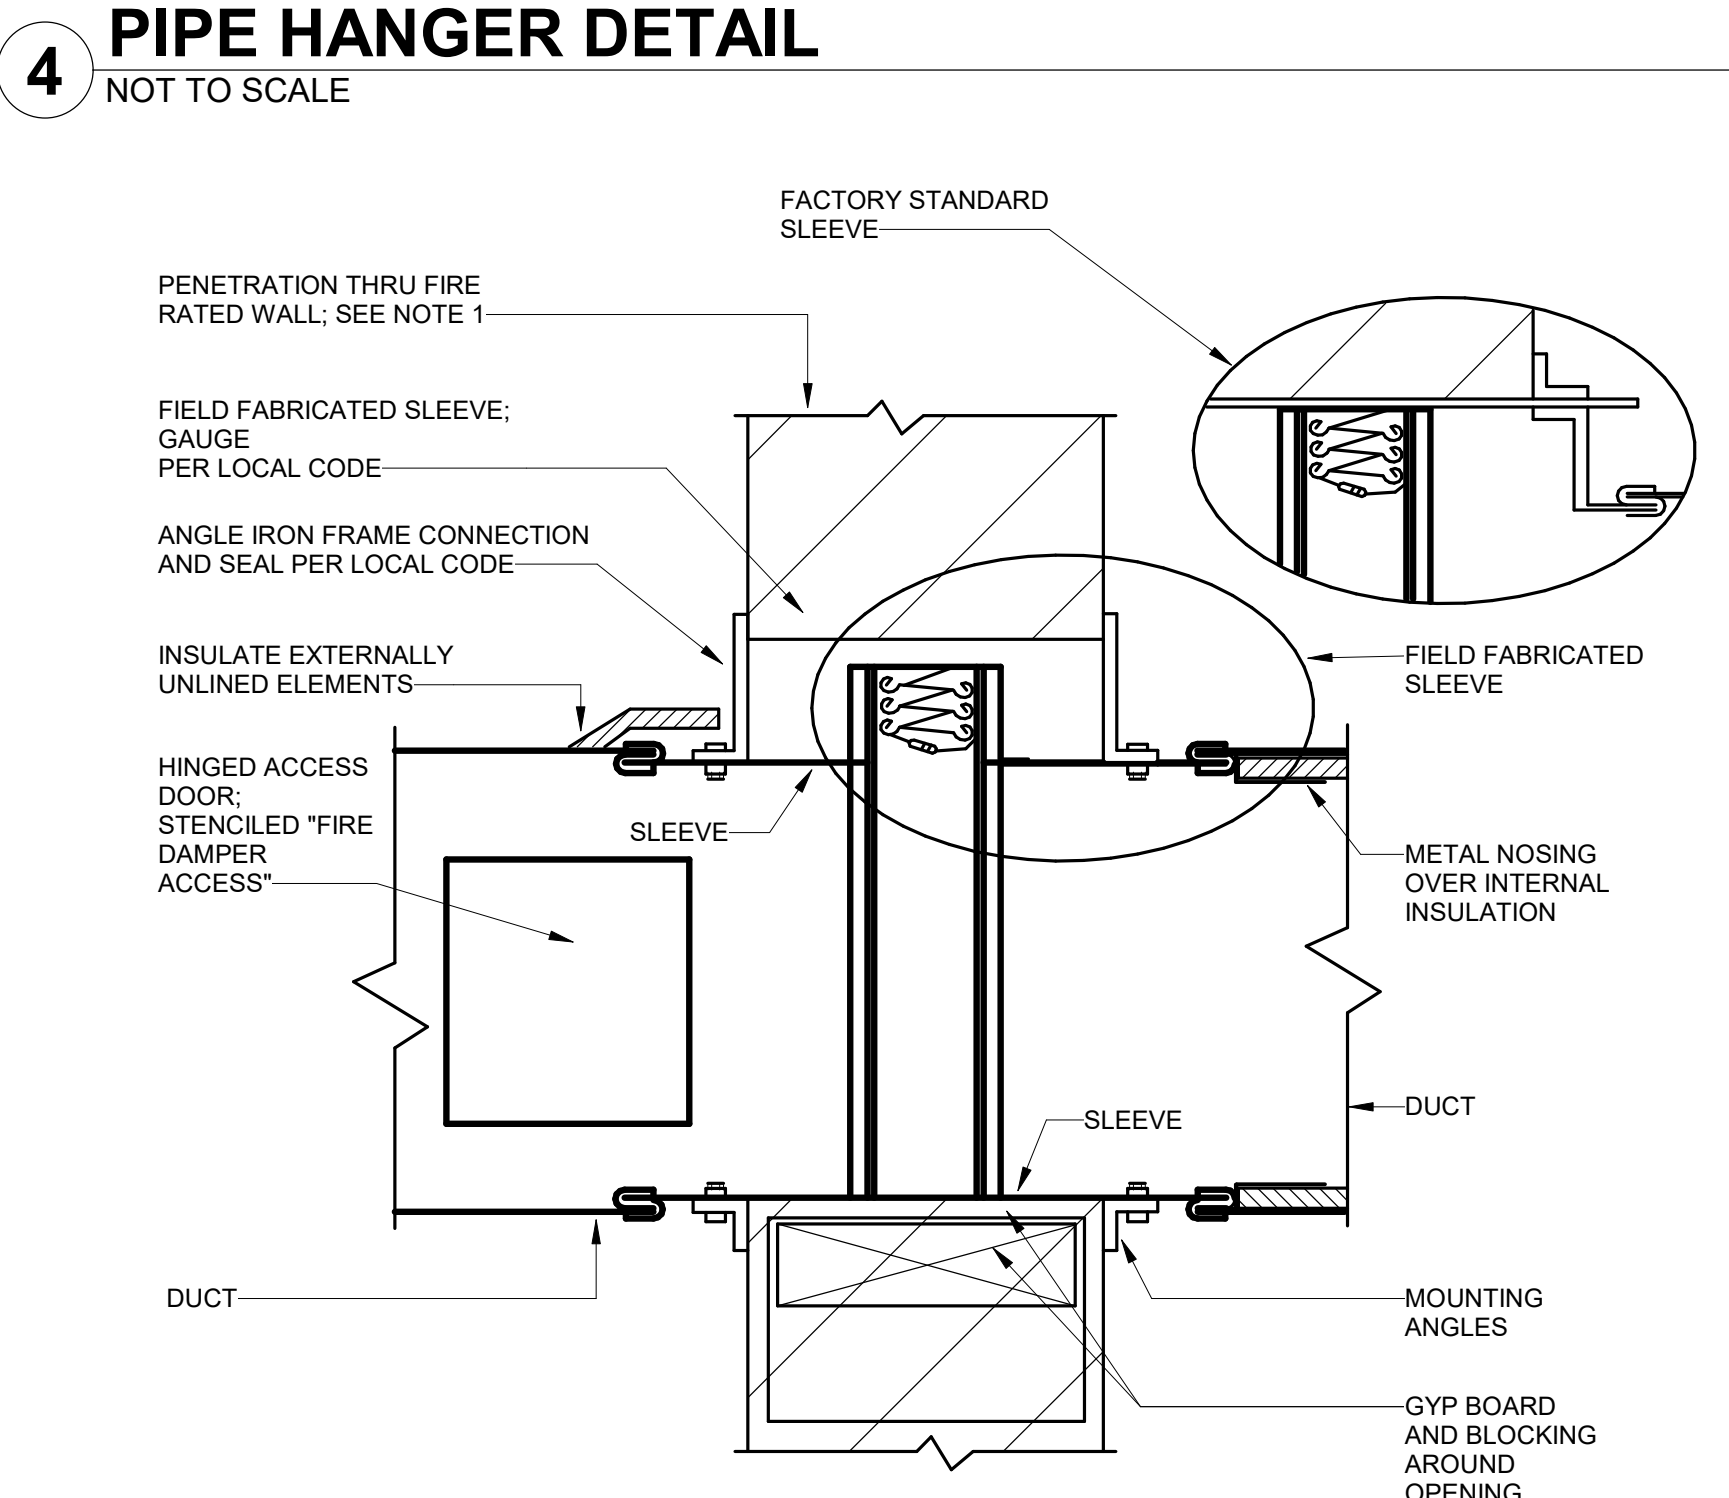 4
PIPE HANGER DETAIL
NOT TO SCALE
FACTORY STANDARD
SLEEVE
PENETRATION THRU FIRE
RATED WALL; SEE NOTE 1
FIELD FABRICATED SLEEVE;
GAUGE
PER LOCAL CODE
ANGLE IRON FRAME CONNECTION
AND SEAL PER LOCAL CODE
INSULATE EXTERNALLY
UNLINED ELEMENTS
FIELD FABRICATED
SLEEVE
HINGED ACCESS
DOOR;
STENCILED "FIRE
DAMPER
ACCESS"
SLEEVE
METAL NOSING
OVER INTERNAL
INSULATION
SLEEVE
DUCT
DUCT
MOUNTING
ANGLES
GYP BOARD
AND BLOCKING
AROUND
OPENING